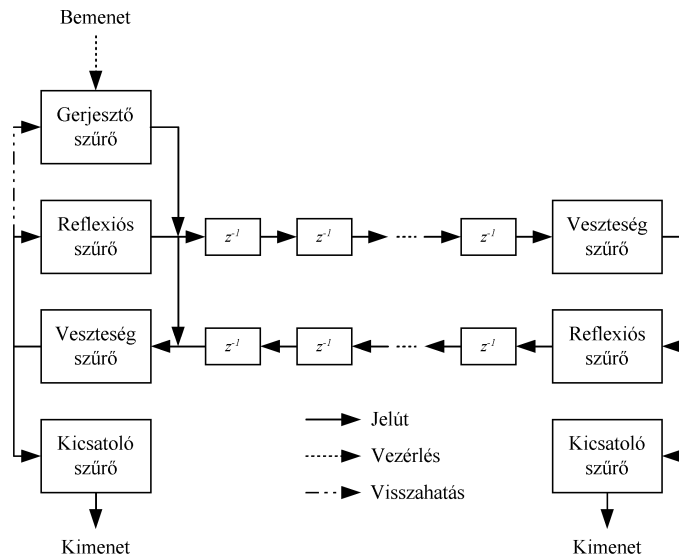 Bemenet
Gerjesztő
szűrő
Reflexiós
szűrő
z⁻¹
z⁻¹
z⁻¹
Veszteség
szűrő
Veszteség
szűrő
z⁻¹
z⁻¹
z⁻¹
Reflexiós
szűrő
Kicsatoló
szűrő
Jelút
Vezérlés
Visszahatás
Kicsatoló
szűrő
Kimenet
Kimenet